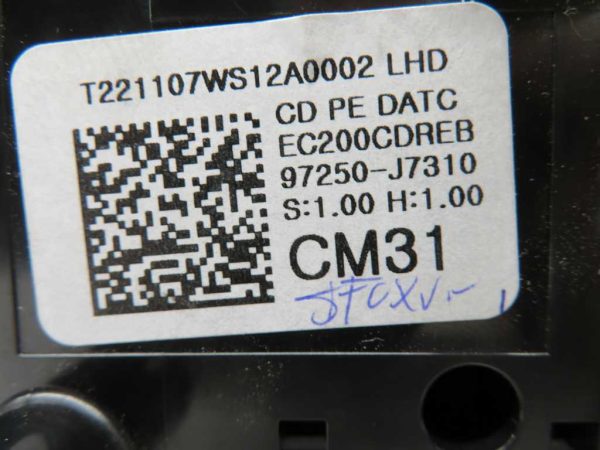 T221107WS12A0002 LHD
CD PE DATC
EC200CDREB
97250-J7310
S:1.00 H:1.00
CM31